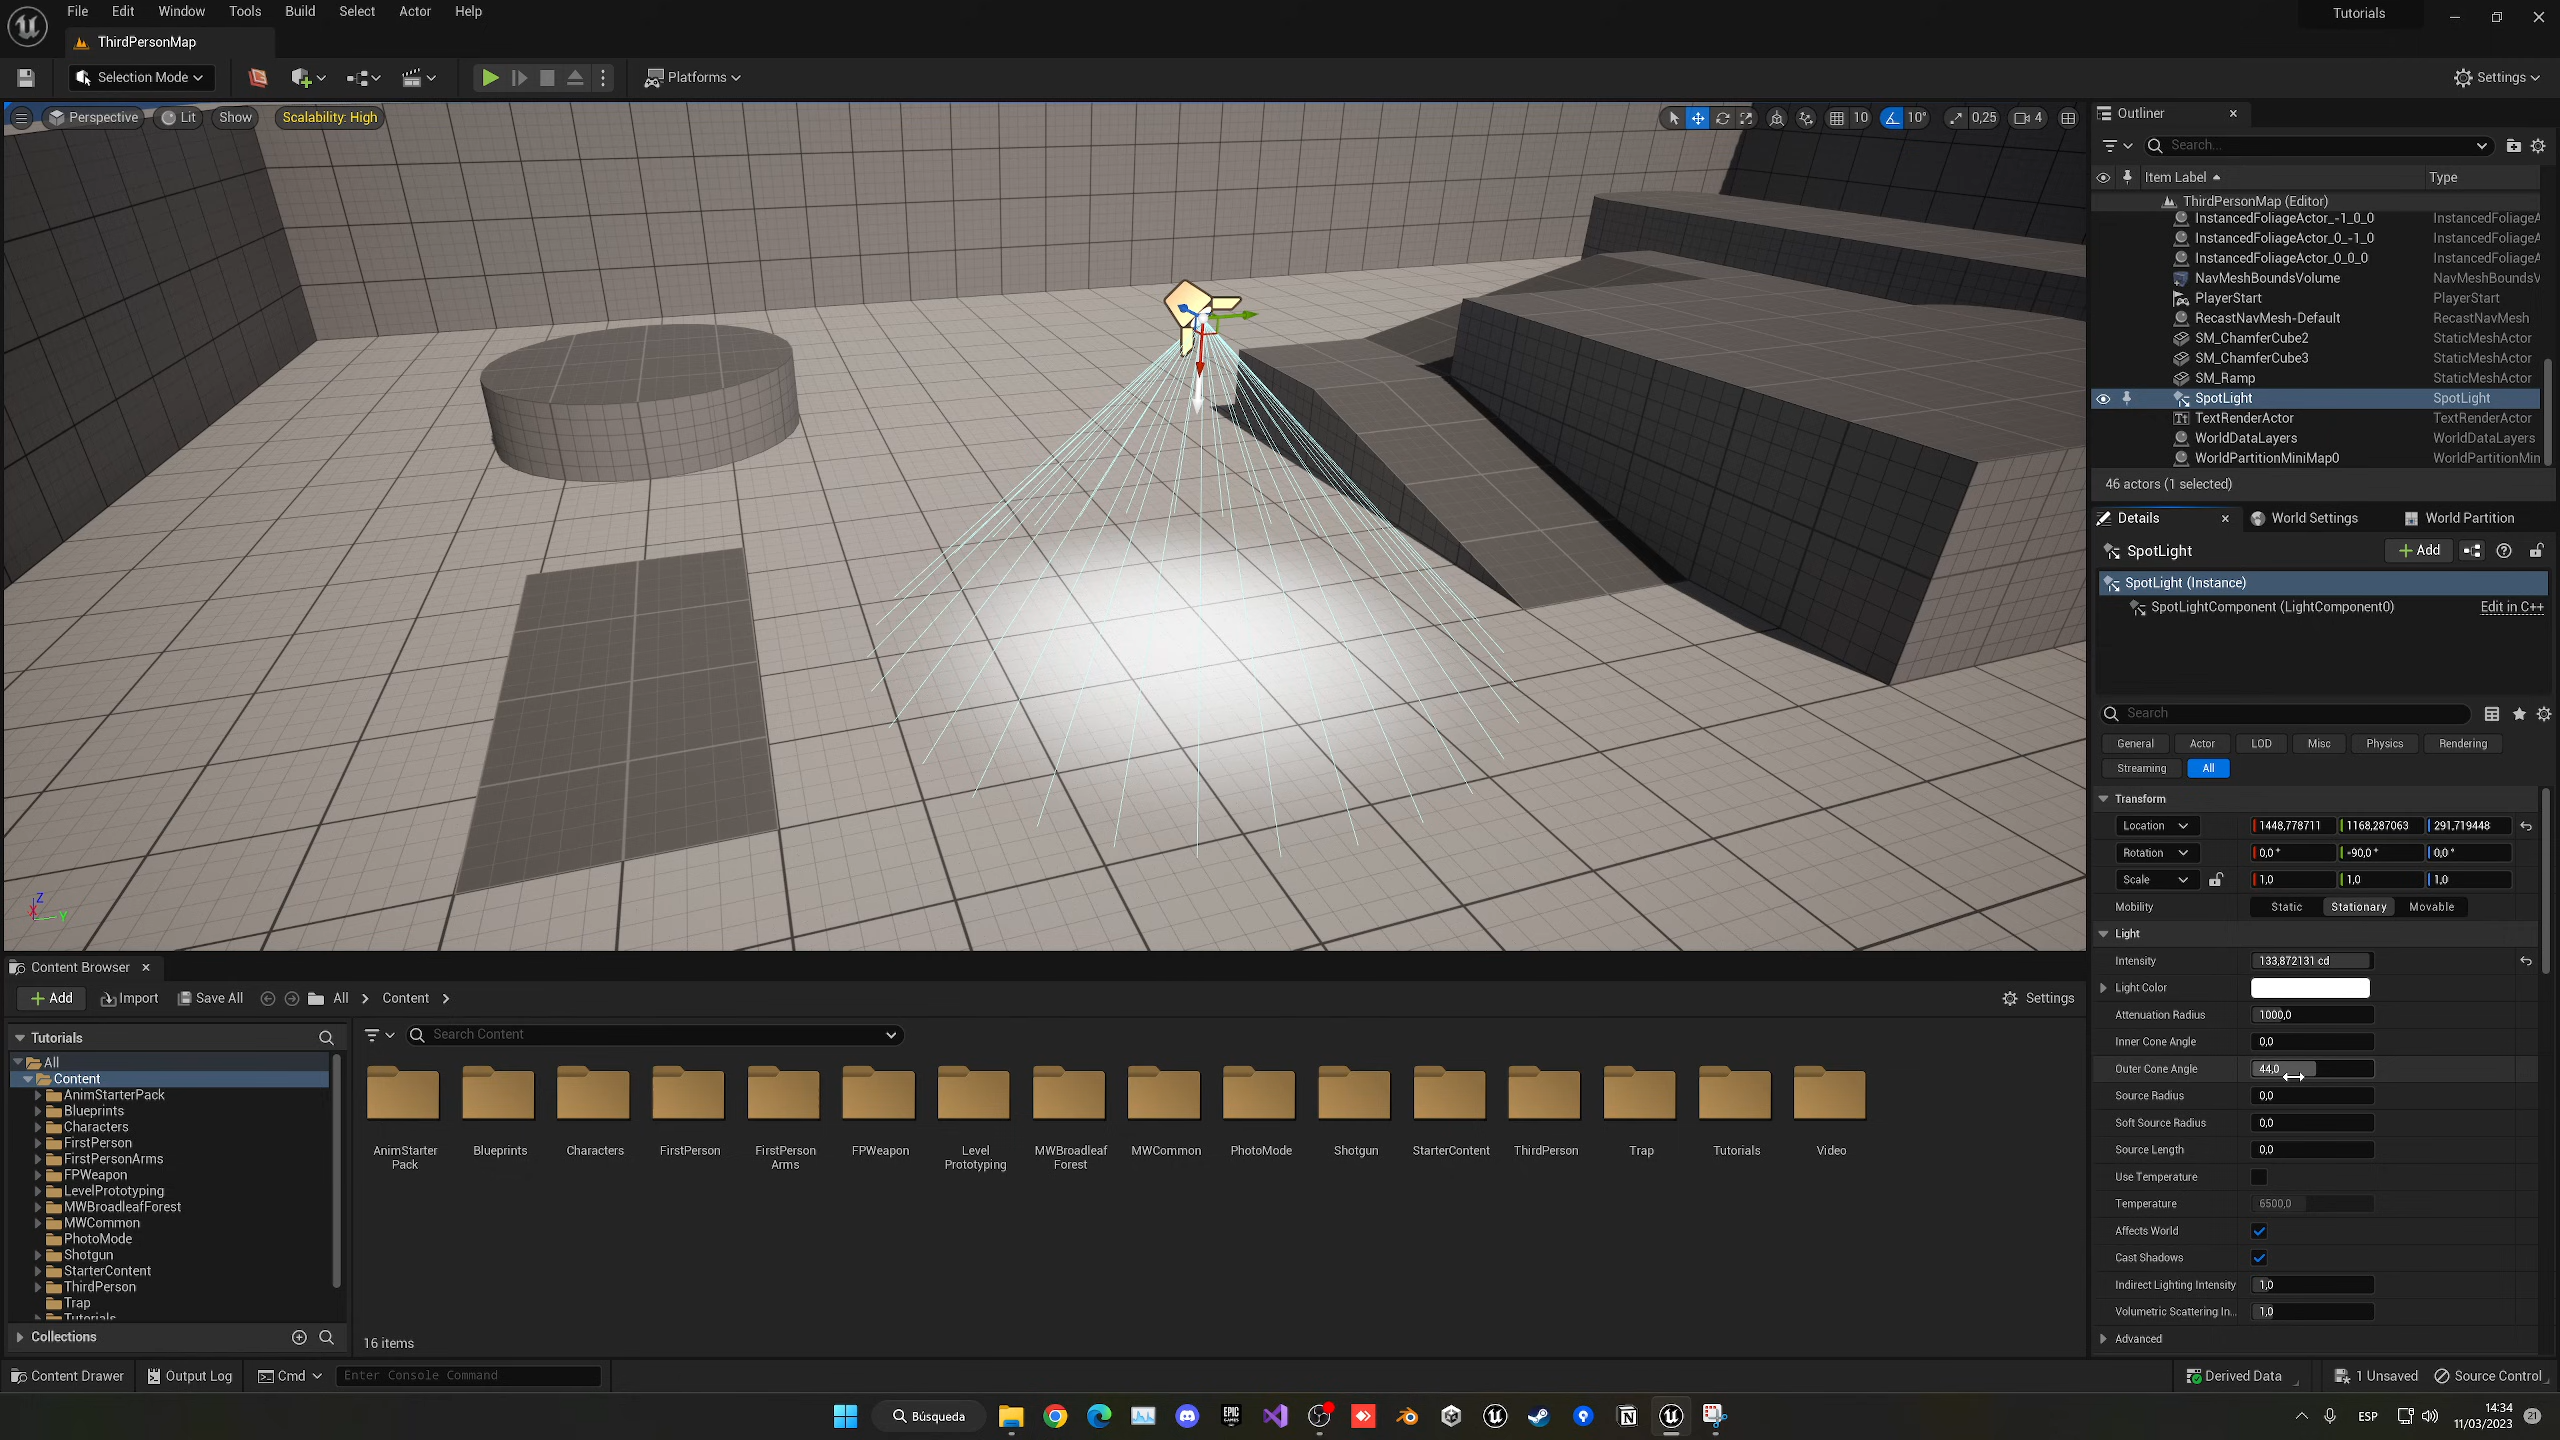 File Edit Window Tools Build Select Actor Help
Tutorials
ThirdPersonMap
Selection Mode
Platforms
Settings
Perspective Lit Show Scalability: High
10 10° 0,25 4
Outliner
Search...
Item Label Type
ThirdPersonMap (Editor)
InstancedFoliageActor_-1_0_0 InstancedFoliageA
InstancedFoliageActor_0_-1_0 InstancedFoliageA
InstancedFoliageActor_0_0_0 InstancedFoliageA
NavMeshBoundsVolume NavMeshBoundsV
PlayerStart PlayerStart
RecastNavMesh-Default RecastNavMesh
SM_ChamferCube2 StaticMeshActor
SM_ChamferCube3 StaticMeshActor
SM_Ramp StaticMeshActor
SpotLight SpotLight
TextRenderActor TextRenderActor
WorldDataLayers WorldDataLayers
WorldPartitionMiniMap0 WorldPartitionMin
46 actors (1 selected)
Details World Settings World Partition
SpotLight
Add
SpotLight (Instance)
SpotLightComponent (LightComponent0) Edit in C++
Search
General Actor LOD Misc Physics Rendering
Streaming All
Transform
Location 1448,778711 1168,287063 291,719448
Rotation 0,0 ° -90,0 ° 0,0 °
Scale 1,0 1,0 1,0
Mobility Static Stationary Movable
Light
Intensity 133,872131 cd
Light Color
Attenuation Radius 1000,0
Inner Cone Angle 0,0
Outer Cone Angle 44,0
Source Radius 0,0
Soft Source Radius 0,0
Source Length 0,0
Use Temperature
Temperature 6500,0
Affects World
Cast Shadows
Indirect Lighting Intensity 1,0
Volumetric Scattering In... 1,0
Advanced
Z
X
Y
Content Browser
Add Import Save All All Content
Settings
Tutorials
Search Content
All
Content
AnimStarterPack
Blueprints
Characters
FirstPerson
FirstPersonArms
FPWeapon
LevelPrototyping
MWBroadleafForest
MWCommon
PhotoMode
Shotgun
StarterContent
ThirdPerson
Trap
Tutorials
Collections
AnimStarter Blueprints Characters FirstPerson FirstPerson FPWeapon Level MWBroadleaf MWCommon PhotoMode Shotgun StarterContent ThirdPerson Trap Tutorials Video
Pack Arms Prototyping Forest
16 items
Content Drawer Output Log Cmd Enter Console Command
Derived Data 1 Unsaved Source Control
Búsqueda
EPIC GAMES
ESP
14:34
11/03/2023
21